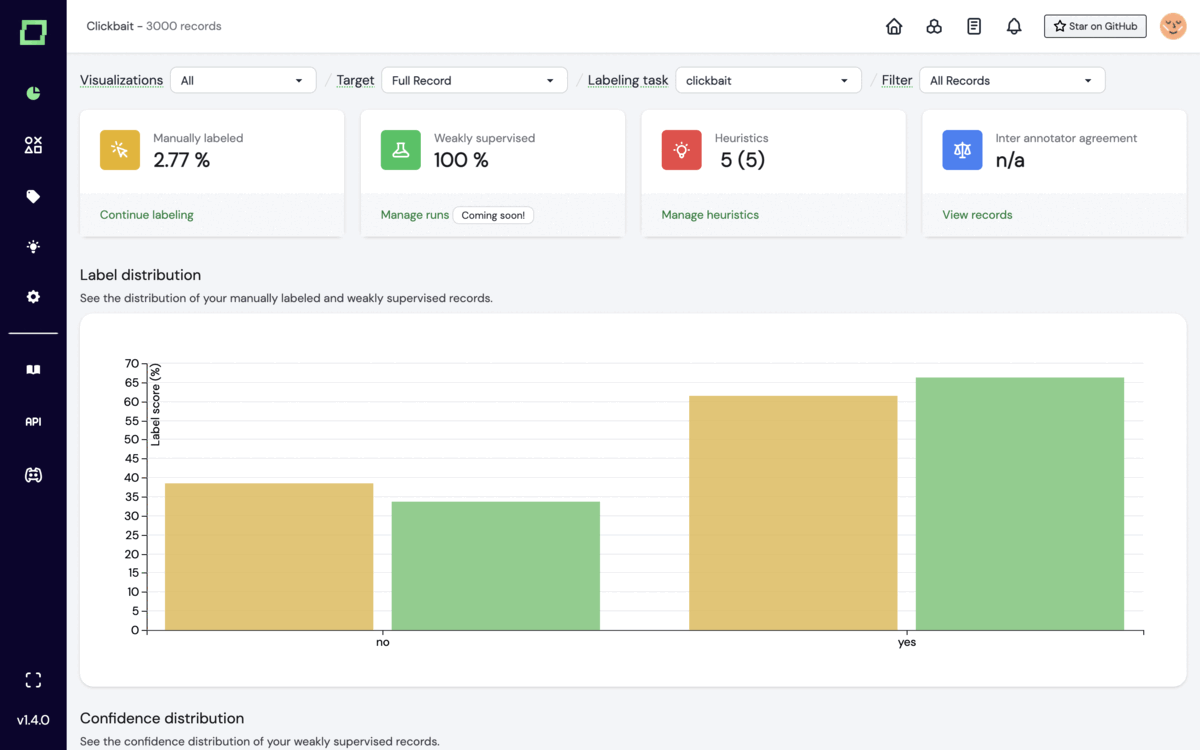 Clickbait - 3000 records
Star on GitHub
Visualizations All / Target Full Record / Labeling task clickbait / Filter All Records
Manually labeled
2.77 %
Continue labeling
Weakly supervised
100 %
Manage runs Coming soon!
Heuristics
5 (5)
Manage heuristics
Inter annotator agreement
n/a
View records
Label distribution
See the distribution of your manually labeled and weakly supervised records.
Label score (%)
70
65
60
55
50
45
40
35
30
25
20
15
10
5
0
no
yes
API
v1.4.0
Confidence distribution
See the confidence distribution of your weakly supervised records.